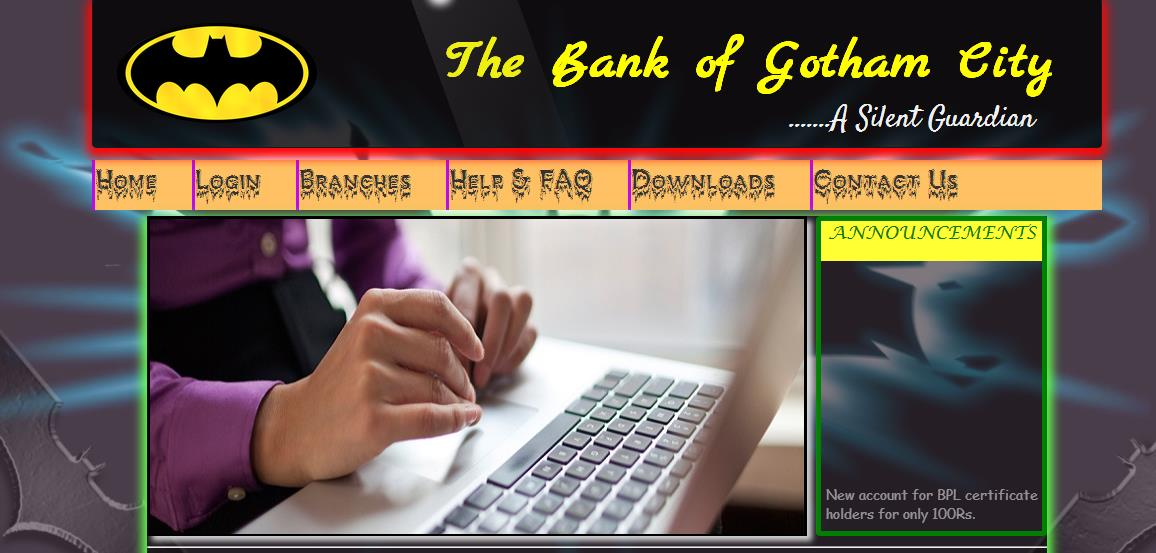 The Bank of Gotham City
.......A Silent Guardian
Home Login Branches Help & FAQ Downloads Contact Us
ANNOUNCEMENTS
New account for BPL certificate
holders for only 100Rs.